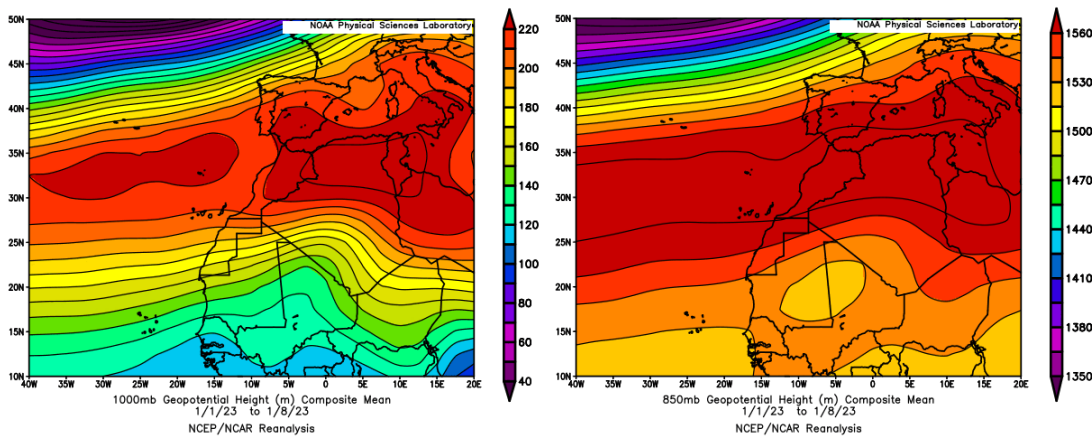 NOAA Physical Sciences Laboratory
50N
45N
40N
35N
30N
25N
20N
15N
10N
40W 35W 30W 25W 20W 15W 10W 5W 0 5E 10E 15E 20E
220
200
180
160
140
120
100
80
60
40
1000mb Geopotential Height (m) Composite Mean
1/1/23 to 1/8/23
NCEP/NCAR Reanalysis
NOAA Physical Sciences Laboratory
50N
45N
40N
35N
30N
25N
20N
15N
10N
40W 35W 30W 25W 20W 15W 10W 5W 0 5E 10E 15E 20E
1560
1530
1500
1470
1440
1410
1380
1350
850mb Geopotential Height (m) Composite Mean
1/1/23 to 1/8/23
NCEP/NCAR Reanalysis